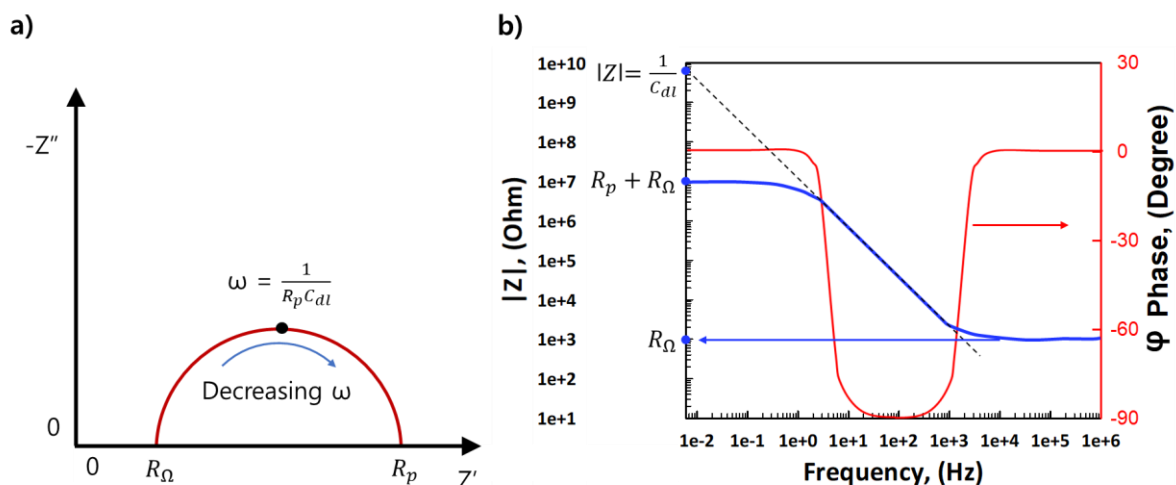 a)
-Z″
ω = 1/(R_p C_dl)
Decreasing ω
0
0
R_Ω
R_p
Z'
b)
|Z|, (Ohm)
1e+10
1e+9
1e+8
1e+7
1e+6
1e+5
1e+4
1e+3
1e+2
1e+1
|Z|= 1/C_dl
R_p + R_Ω
R_Ω
30
0
-30
-60
-90
φ Phase, (Degree)
1e-2 1e-1 1e+0 1e+1 1e+2 1e+3 1e+4 1e+5 1e+6
Frequency, (Hz)